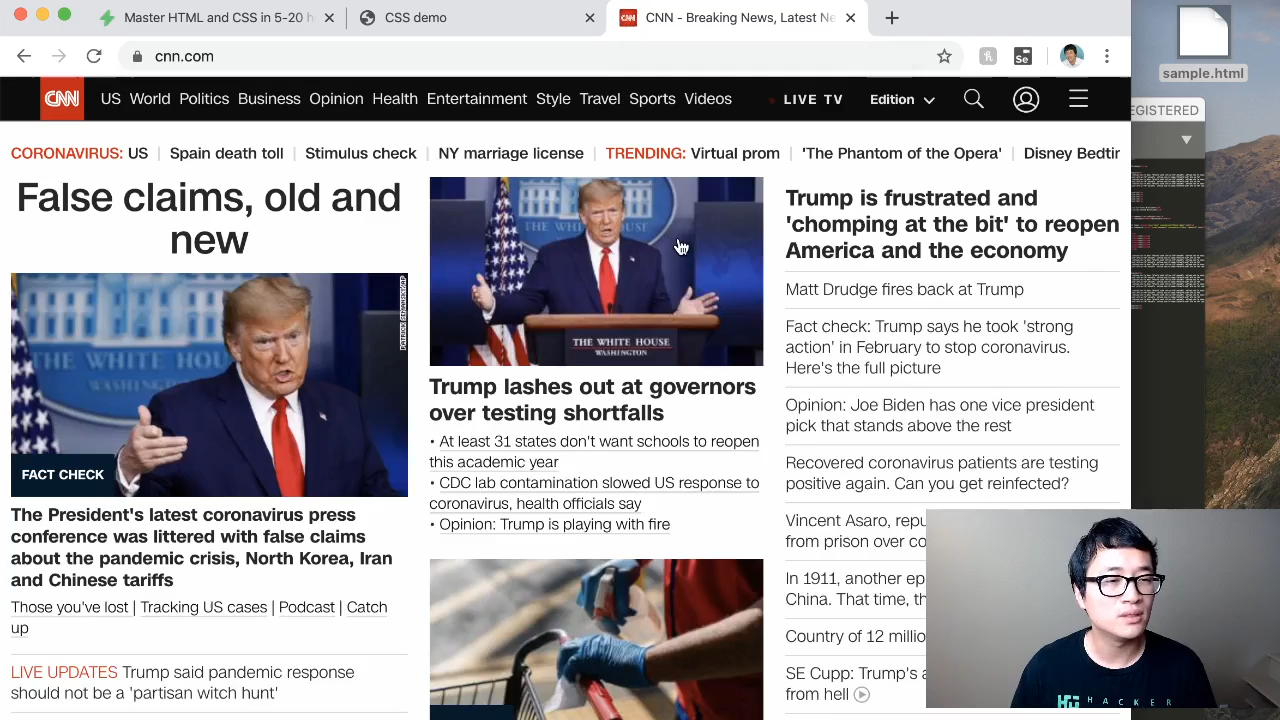 Master HTML and CSS in 5-20 h
CSS demo
CNN - Breaking News, Latest Ne
cnn.com
Se
sample.html
EGISTERED
CNN
US World Politics Business Opinion Health Entertainment Style Travel Sports Videos
LIVE TV
Edition
CORONAVIRUS: US | Spain death toll | Stimulus check | NY marriage license | TRENDING: Virtual prom | 'The Phantom of the Opera' | Disney Bedtir
False claims, old and
new
FACT CHECK
The President's latest coronavirus press
conference was littered with false claims
about the pandemic crisis, North Korea, Iran
and Chinese tariffs
Those you've lost | Tracking US cases | Podcast | Catch
up
LIVE UPDATES Trump said pandemic response
should not be a 'partisan witch hunt'
THE WHITE HOUSE
WASHINGTON
Trump lashes out at governors
over testing shortfalls
• At least 31 states don't want schools to reopen
this academic year
• CDC lab contamination slowed US response to
coronavirus, health officials say
• Opinion: Trump is playing with fire
Trump is frustrated and
'chomping at the bit' to reopen
America and the economy
Matt Drudge fires back at Trump
Fact check: Trump says he took 'strong
action' in February to stop coronavirus.
Here's the full picture
Opinion: Joe Biden has one vice president
pick that stands above the rest
Recovered coronavirus patients are testing
positive again. Can you get reinfected?
Vincent Asaro, repu
from prison over co
In 1911, another ep
China. That time, th
Country of 12 millio
SE Cupp: Trump's a
from hell
HACKER